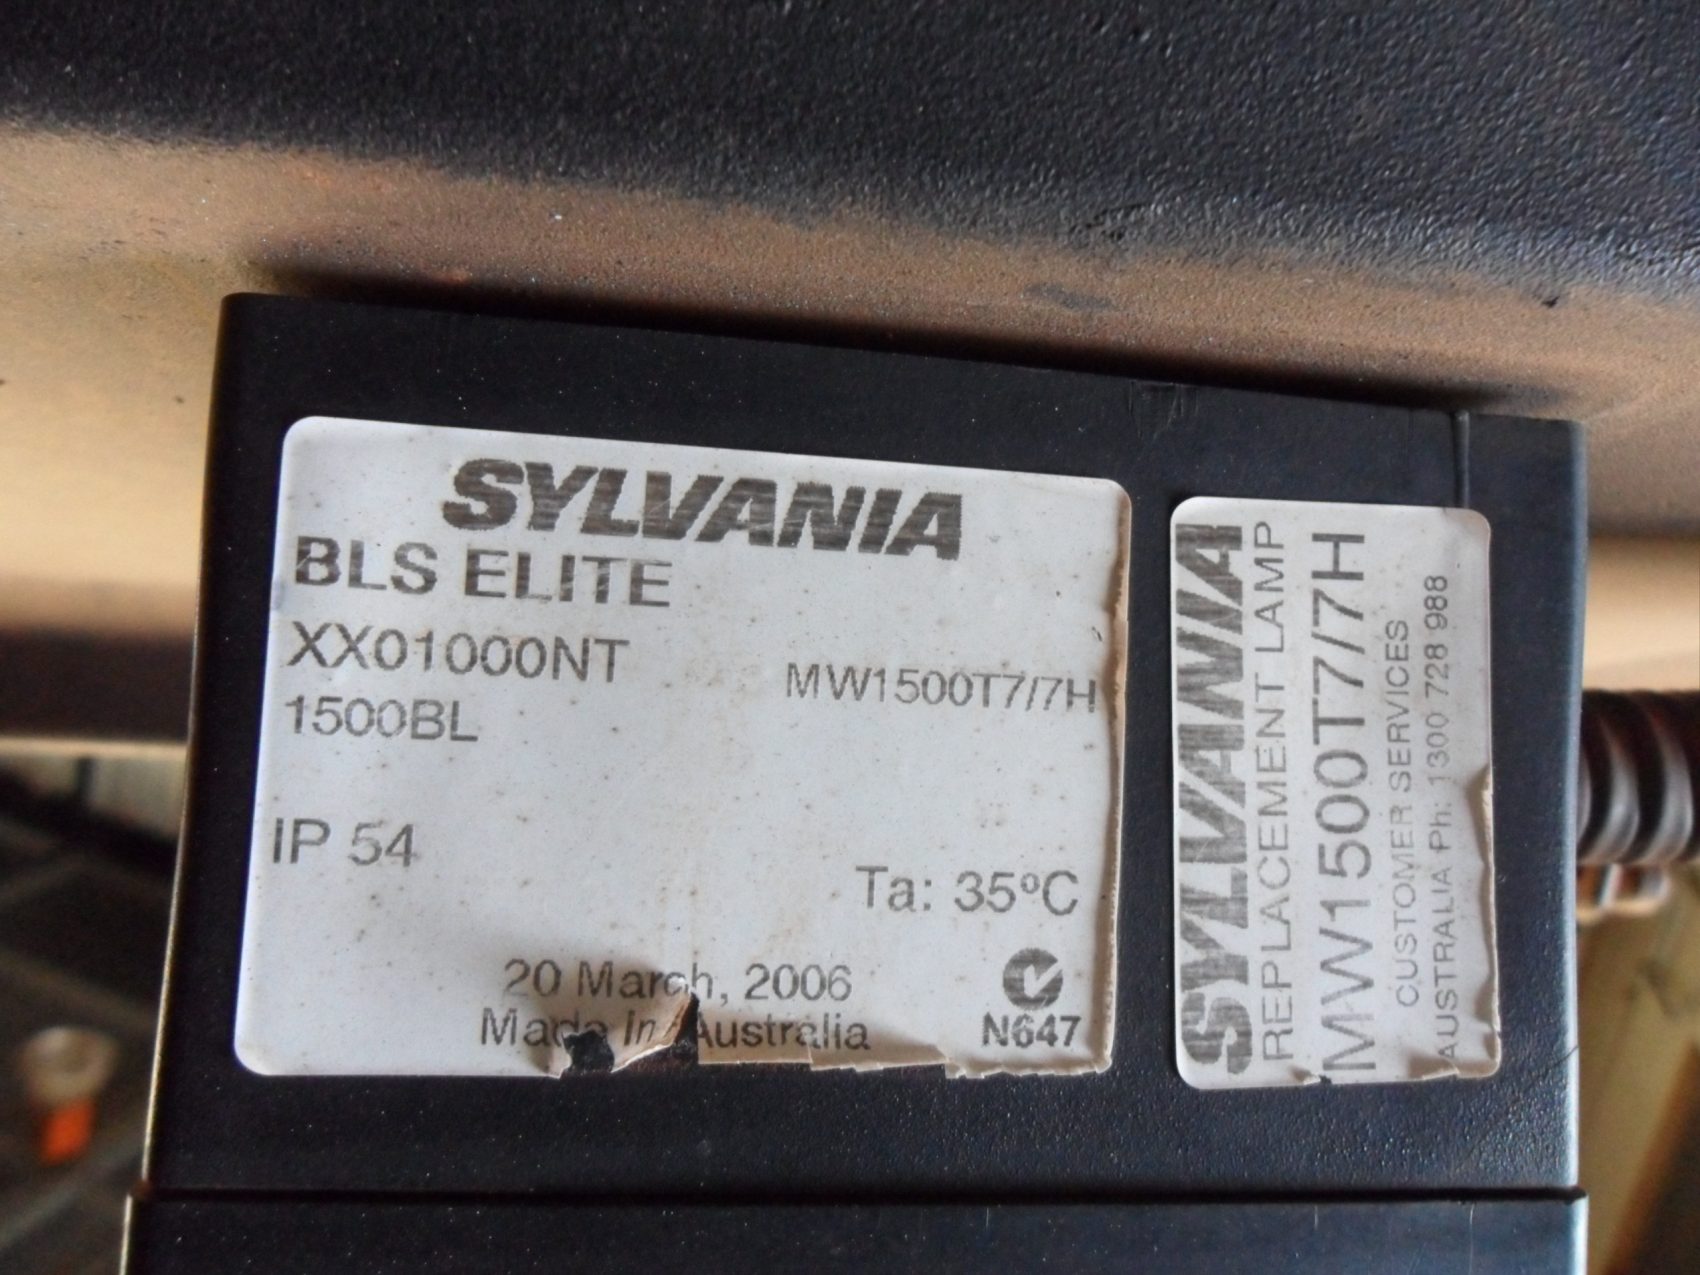 SYLVANIA
BLS ELITE
XX01000NT
MW1500T7/7H
1500BL
IP 54
Ta: 35ºC
20 March, 2006
Made In Australia
N647
SYLVANIA
REPLACEMENT LAMP
MW1500T7/7H
CUSTOMER SERVICES
AUSTRALIA Ph: 1300 728 988